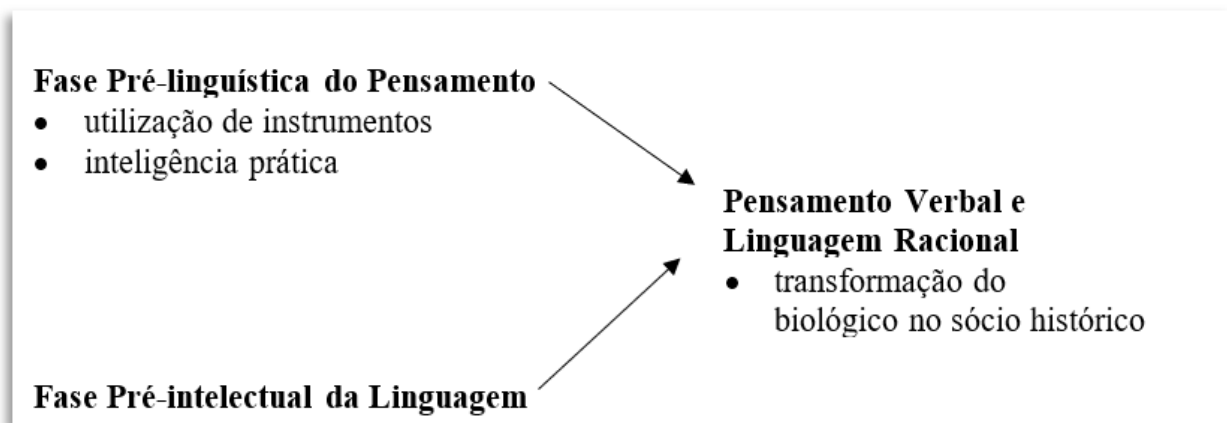 Fase Pré-linguística do Pensamento
• utilização de instrumentos
• inteligência prática
Pensamento Verbal e
Linguagem Racional
• transformação do
biológico no sócio histórico
Fase Pré-intelectual da Linguagem